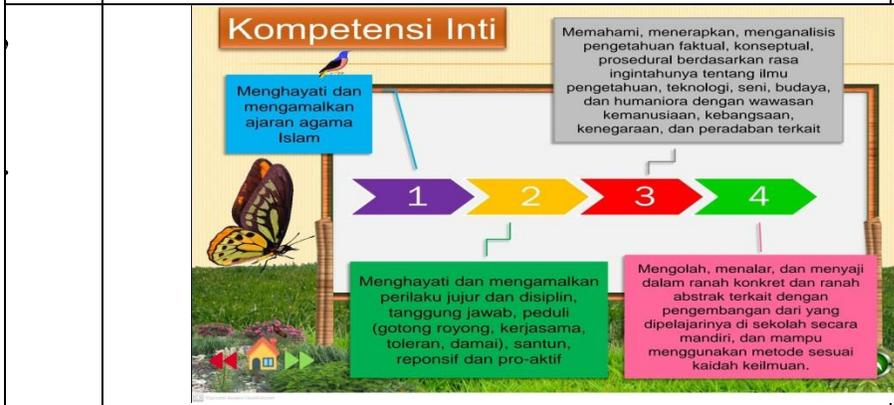 Kompetensi Inti
Menghayati dan
mengamalkan
ajaran agama
Islam
Memahami, menerapkan, menganalisis
pengetahuan faktual, konseptual,
prosedural berdasarkan rasa
ingintahunya tentang ilmu
pengetahuan, teknologi, seni, budaya,
dan humaniora dengan wawasan
kemanusiaan, kebangsaan,
kenegaraan, dan peradaban terkait
1 2 3 4
Menghayati dan mengamalkan
perilaku jujur dan disiplin,
tanggung jawab, peduli
(gotong royong, kerjasama,
toleran, damai), santun,
reponsif dan pro-aktif
Mengolah, menalar, dan menyaji
dalam ranah konkret dan ranah
abstrak terkait dengan
pengembangan dari yang
dipelajarinya di sekolah secara
mandiri, dan mampu
menggunakan metode sesuai
kaidah keilmuan.